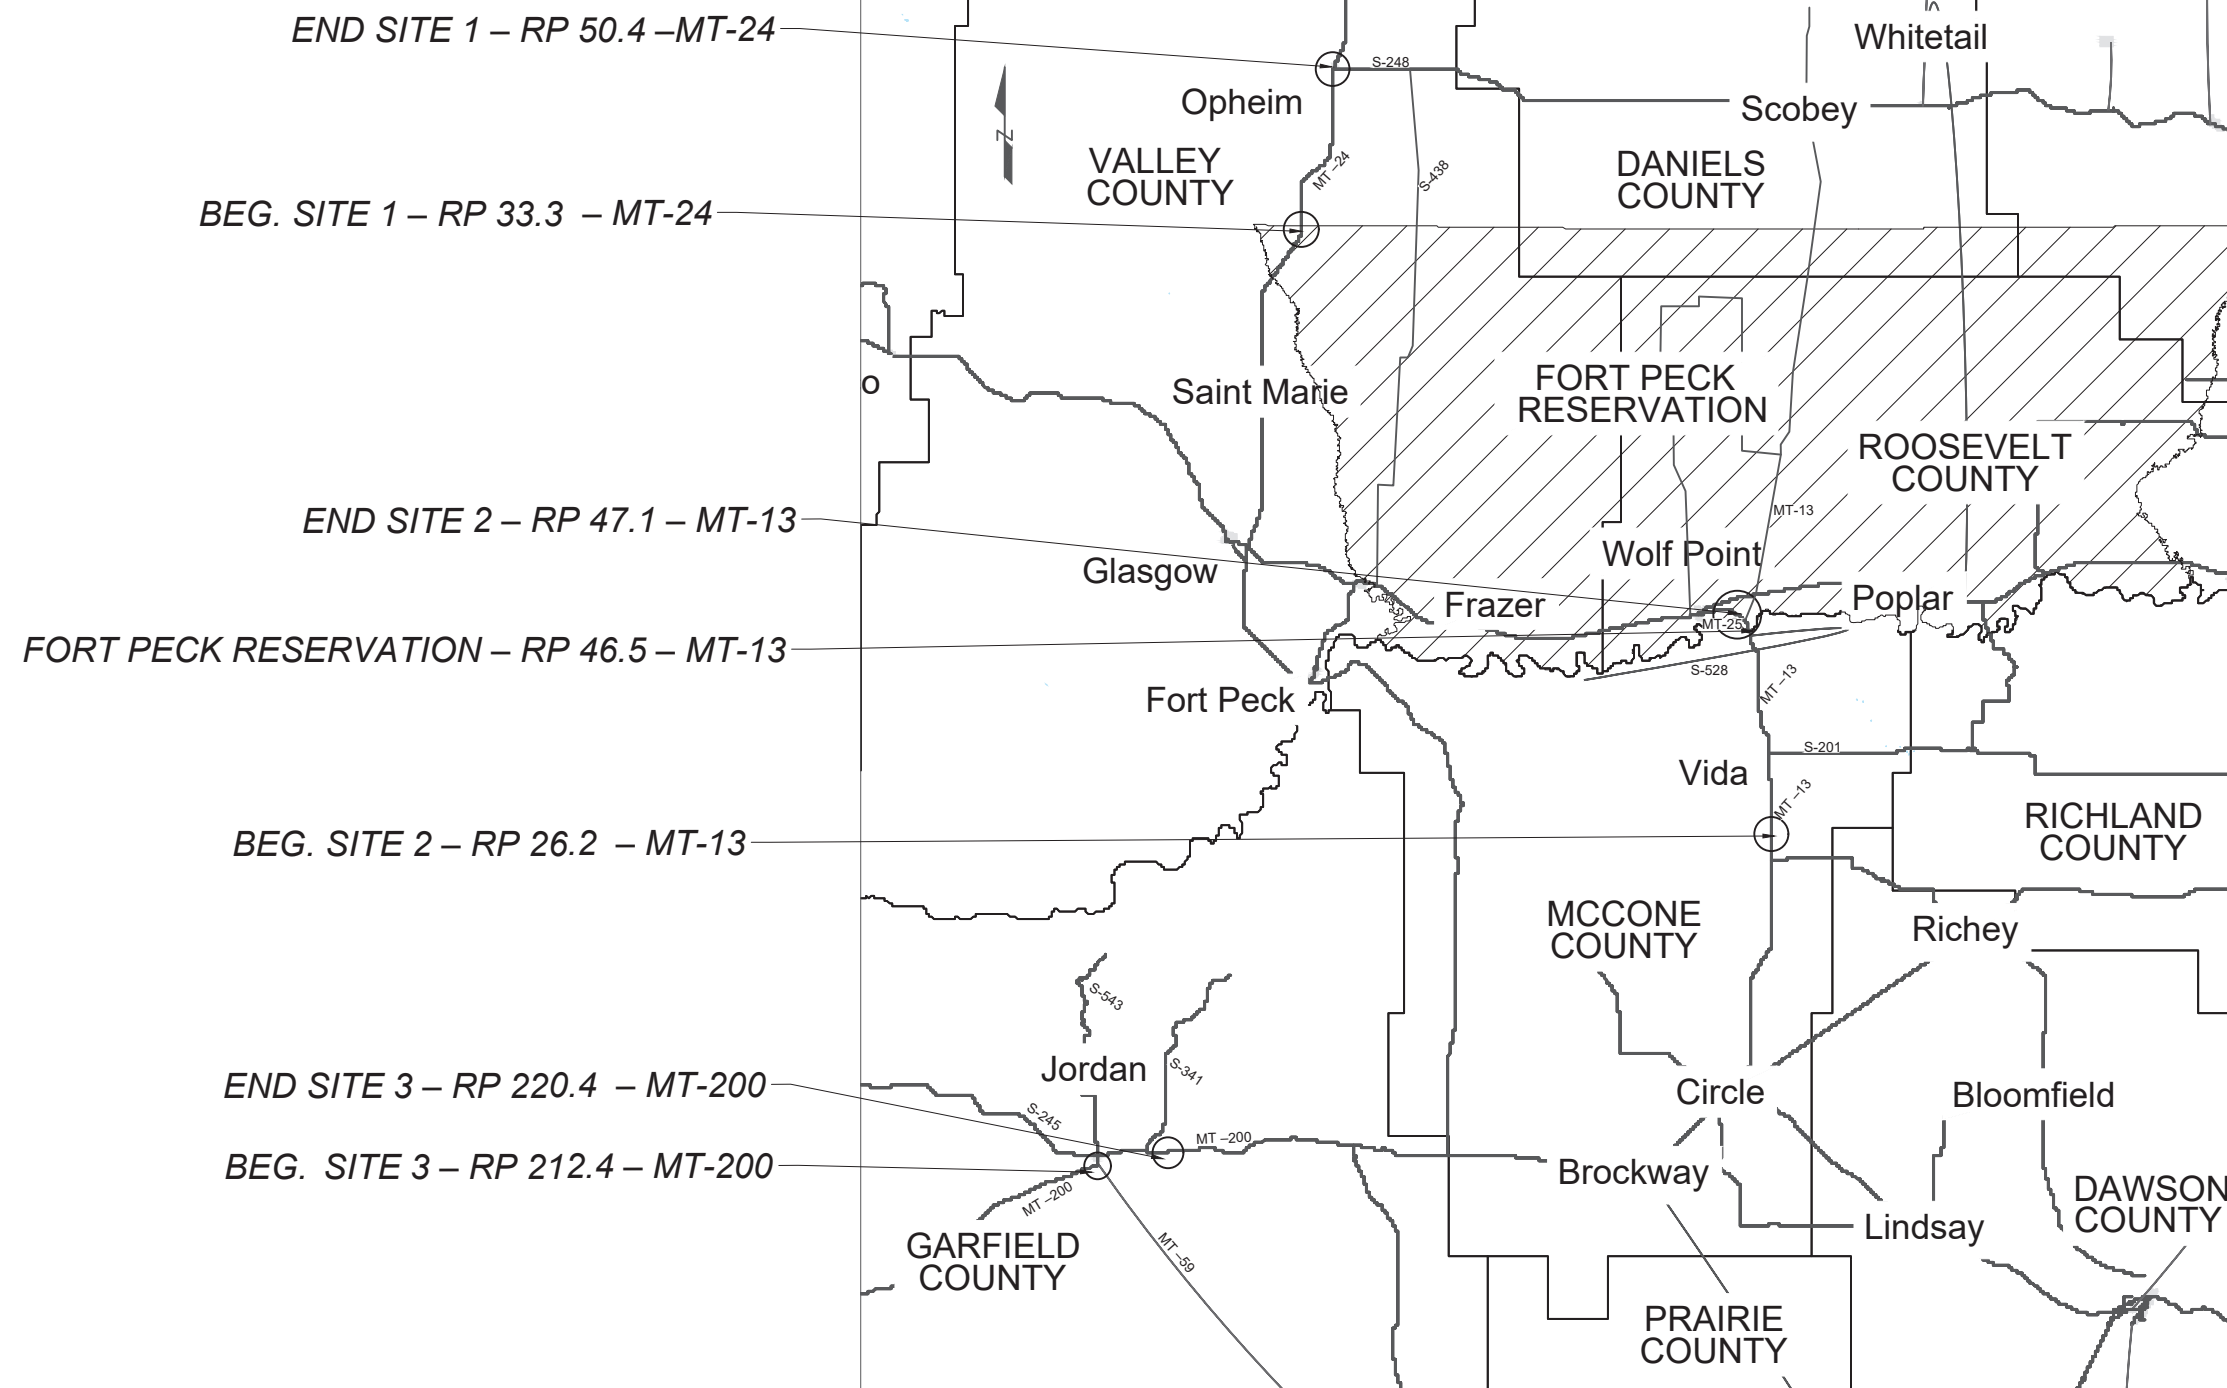 END SITE 1 – RP 50.4 –MT-24
Whitetail
S-248
Opheim
Scobey
Z
VALLEY
COUNTY
MT –24
S-438
DANIELS
COUNTY
BEG. SITE 1 – RP 33.3 – MT-24
o
Saint Marie
FORT PECK
RESERVATION
ROOSEVELT
COUNTY
END SITE 2 – RP 47.1 – MT-13
MT-13
Wolf Point
Glasgow
Frazer
Poplar
MT-25
FORT PECK RESERVATION – RP 46.5 – MT-13
S-528
MT –13
Fort Peck
S-201
Vida
MT –13
RICHLAND
COUNTY
BEG. SITE 2 – RP 26.2 – MT-13
MCCONE
COUNTY
Richey
S-543
Jordan
S-341
END SITE 3 – RP 220.4 – MT-200
Circle
Bloomfield
S-245
MT –200
BEG. SITE 3 – RP 212.4 – MT-200
Brockway
MT –200
DAWSON
COUNTY
Lindsay
GARFIELD
COUNTY
MT –59
PRAIRIE
COUNTY